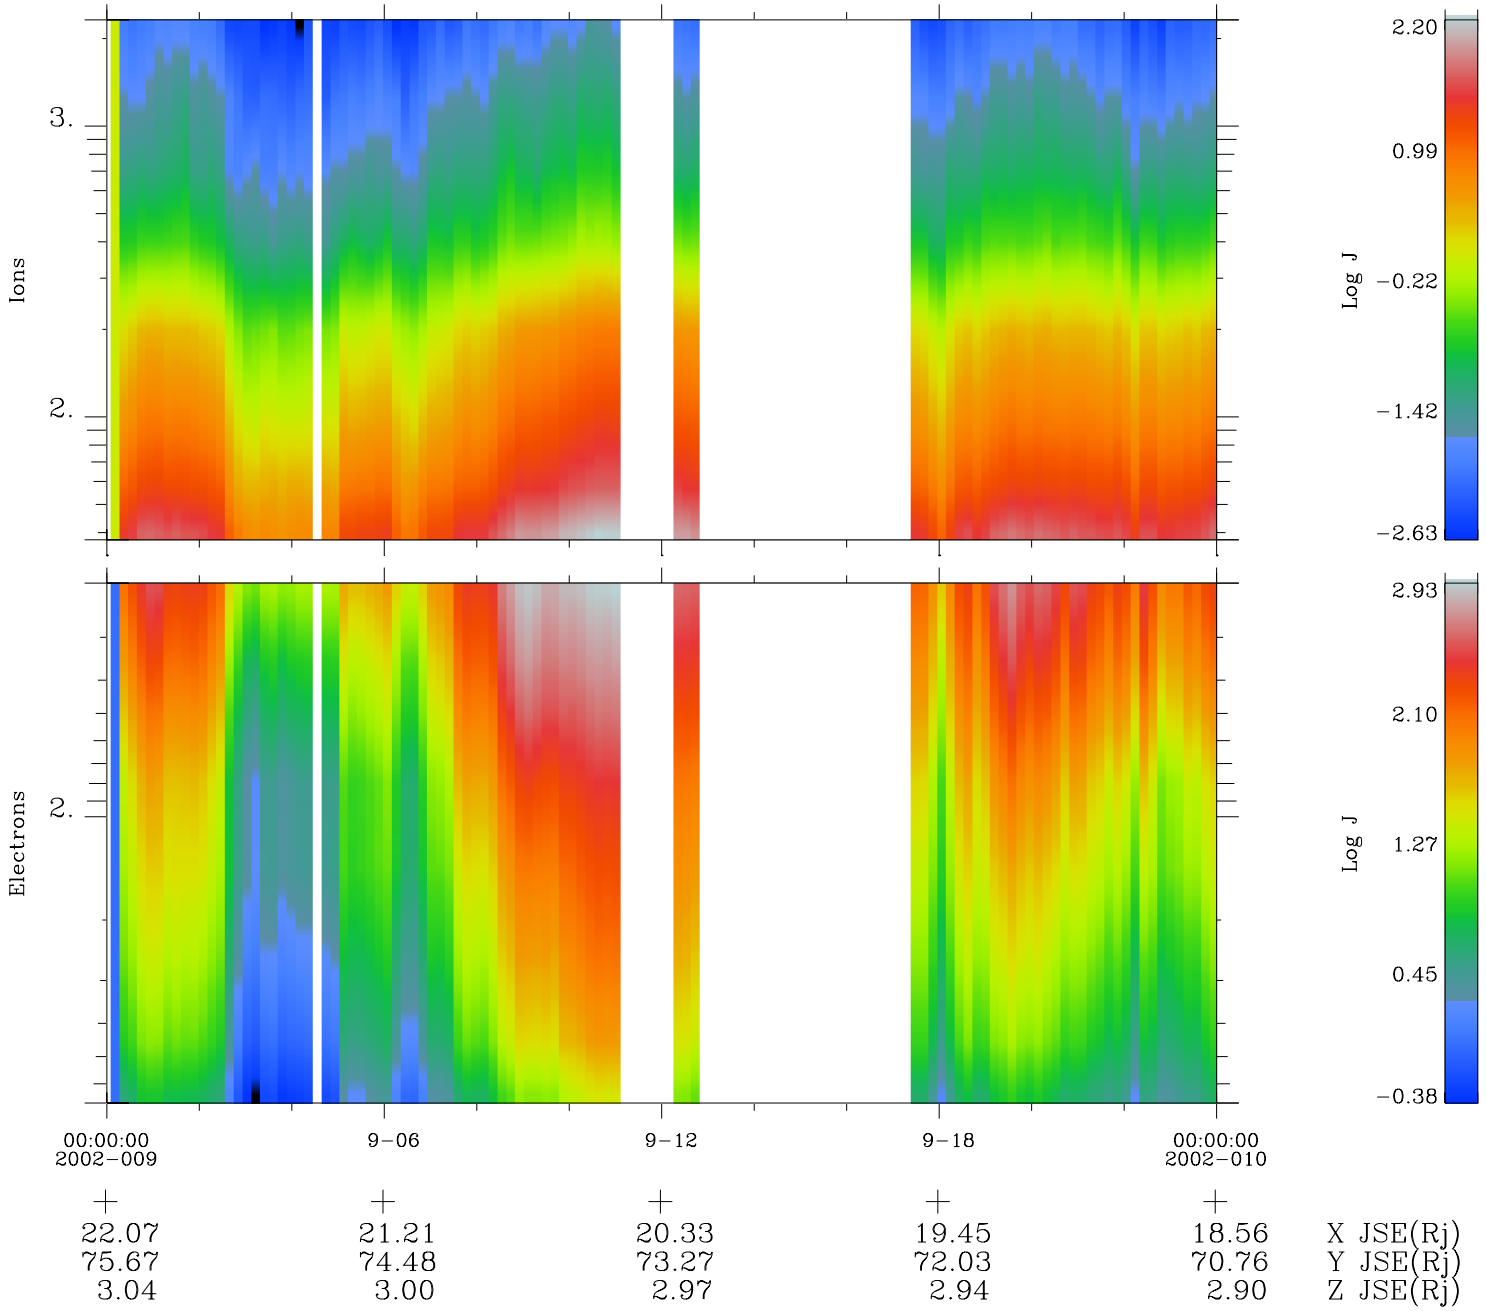 2.20
3.
0.99
Ions
Log J
-0.22
2.
-1.42
-2.63
2.93
2.10
2.
Electrons
Log J
1.27
0.45
-0.38
00:00:00 9-06 9-12 9-18 00:00:00
2002-009 2002-010
22.07 21.21 20.33 19.45 18.56 X JSE(Rj)
75.67 74.48 73.27 72.03 70.76 Y JSE(Rj)
3.04 3.00 2.97 2.94 2.90 Z JSE(Rj)